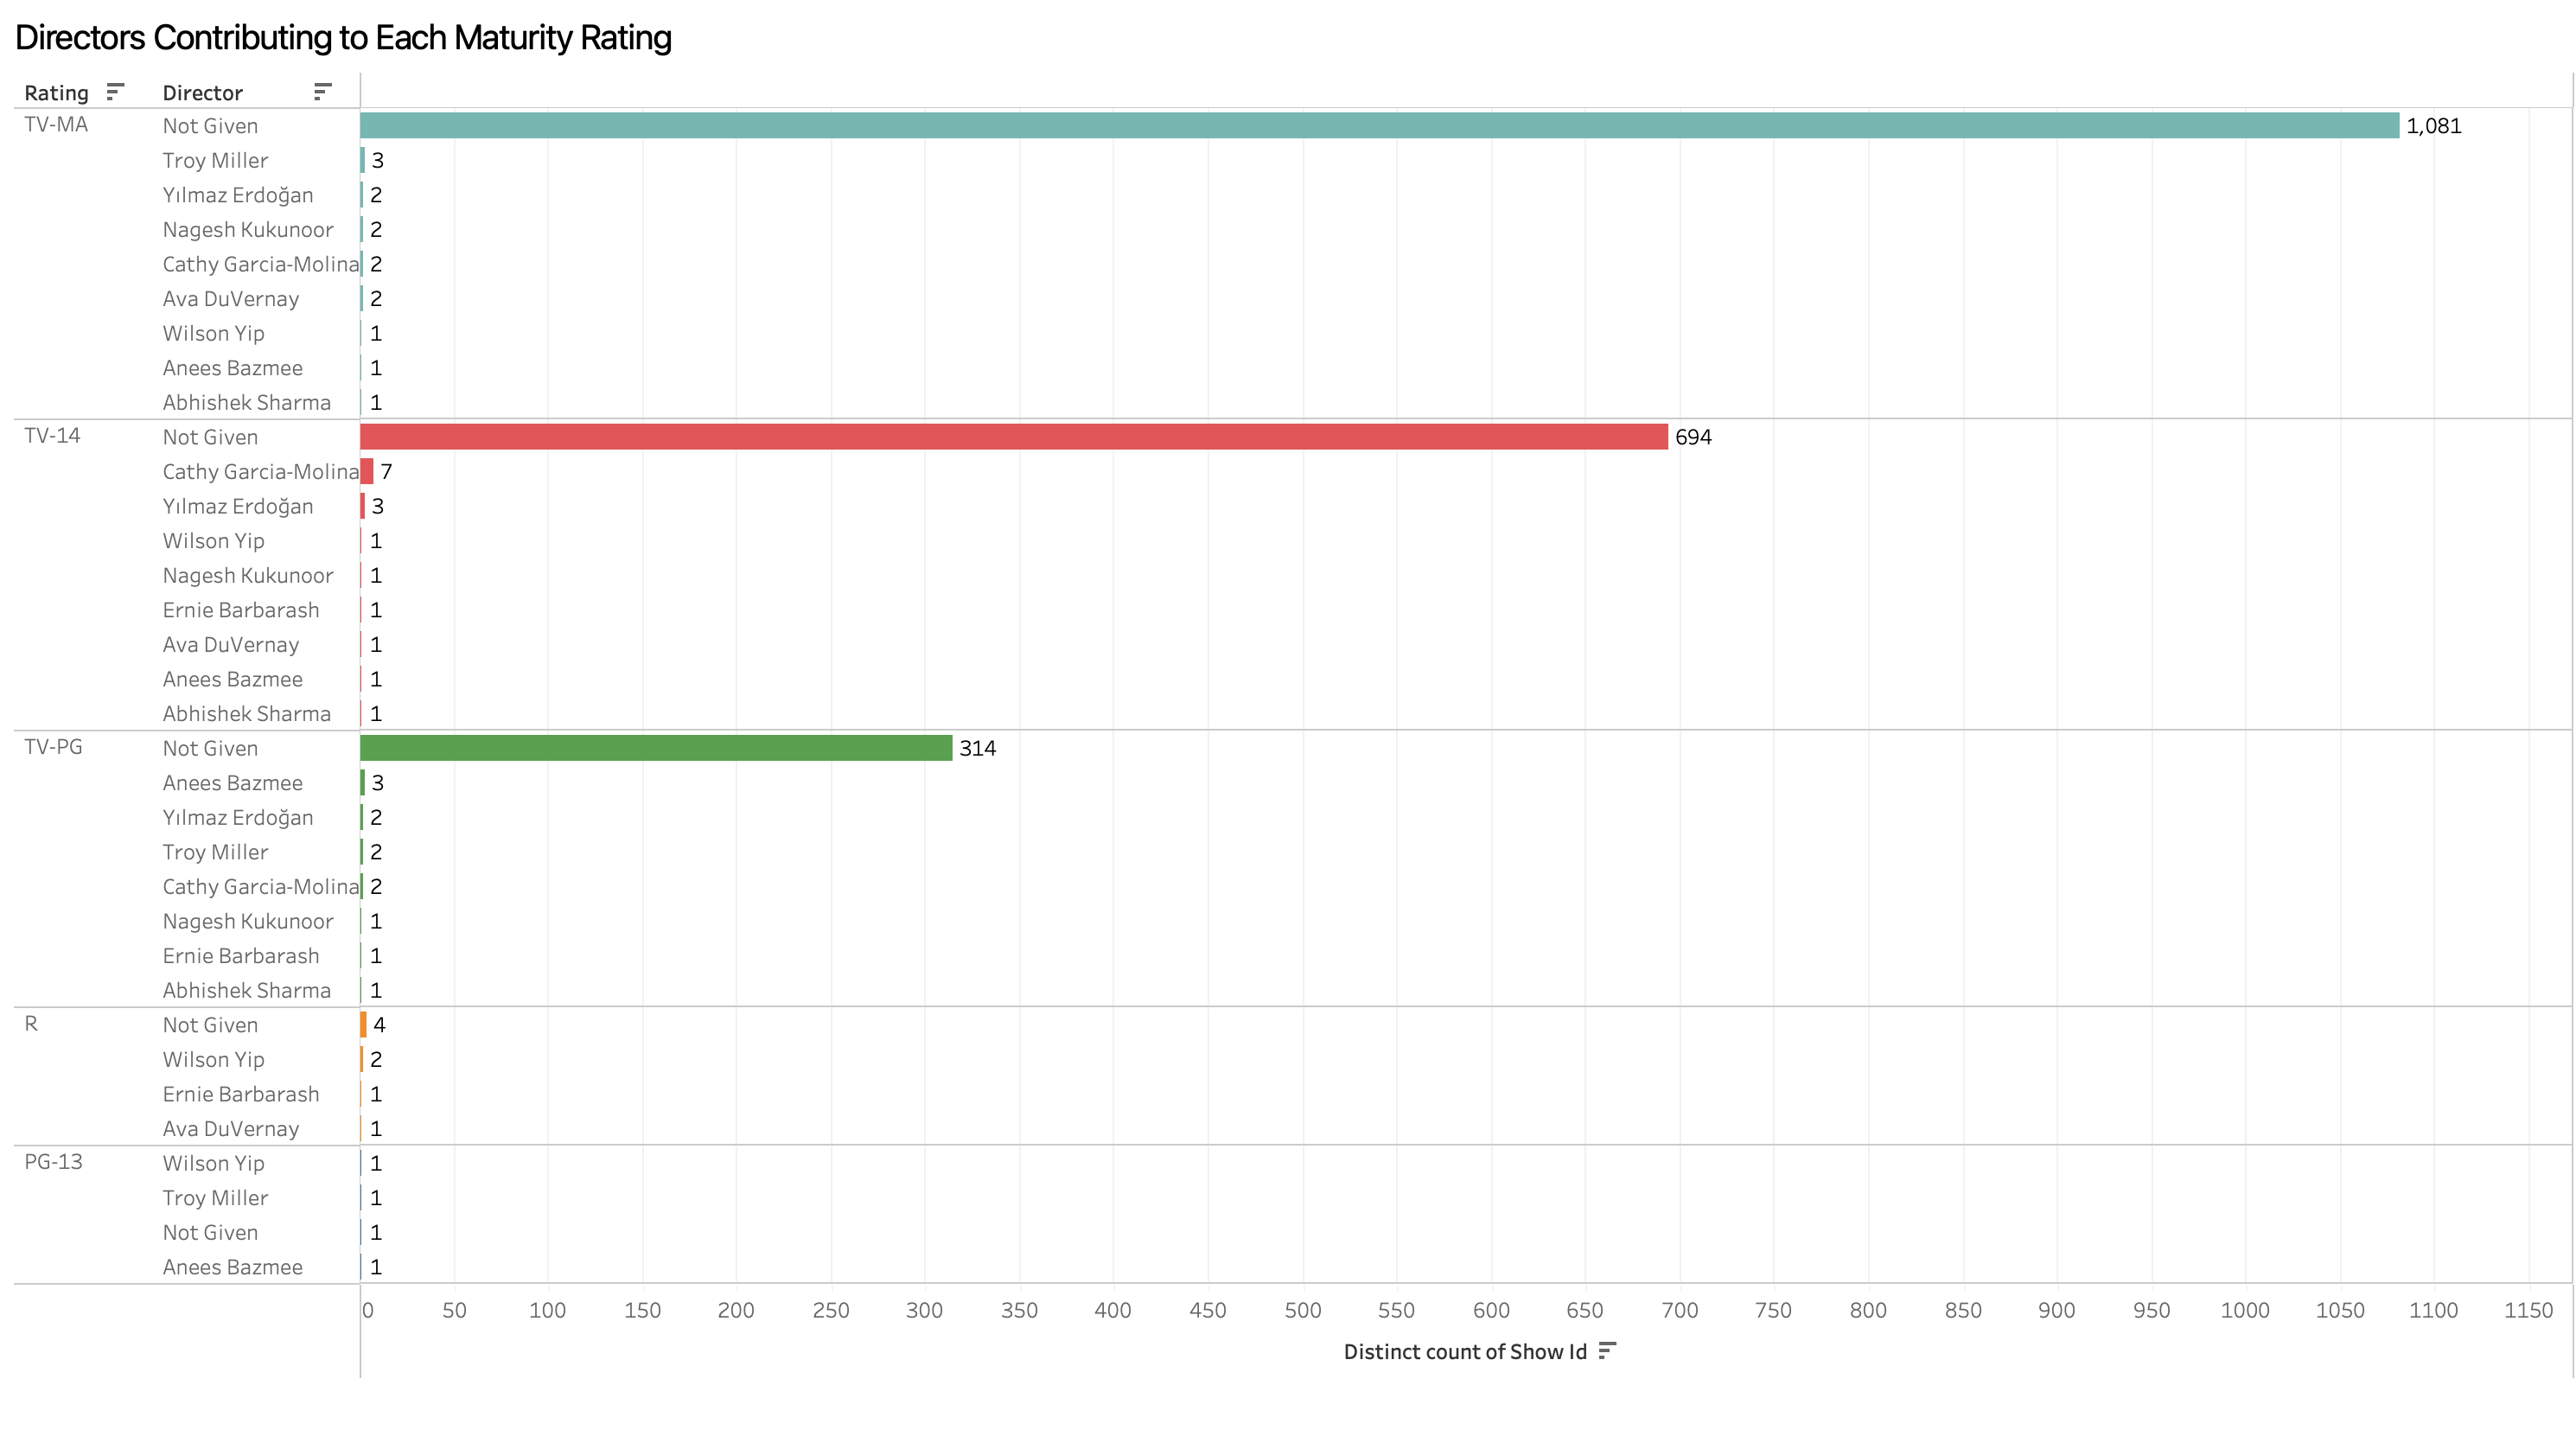 Directors Contributing to Each Maturity Rating
Rating Director
TV-MA Not Given 1,081
Troy Miller 3
Yılmaz Erdoğan 2
Nagesh Kukunoor 2
Cathy Garcia-Molina 2
Ava DuVernay 2
Wilson Yip 1
Anees Bazmee 1
Abhishek Sharma 1
TV-14 Not Given 694
Cathy Garcia-Molina 7
Yılmaz Erdoğan 3
Wilson Yip 1
Nagesh Kukunoor 1
Ernie Barbarash 1
Ava DuVernay 1
Anees Bazmee 1
Abhishek Sharma 1
TV-PG Not Given 314
Anees Bazmee 3
Yılmaz Erdoğan 2
Troy Miller 2
Cathy Garcia-Molina 2
Nagesh Kukunoor 1
Ernie Barbarash 1
Abhishek Sharma 1
R Not Given 4
Wilson Yip 2
Ernie Barbarash 1
Ava DuVernay 1
PG-13 Wilson Yip 1
Troy Miller 1
Not Given 1
Anees Bazmee 1
0 50 100 150 200 250 300 350 400 450 500 550 600 650 700 750 800 850 900 950 1000 1050 1100 1150
Distinct count of Show Id